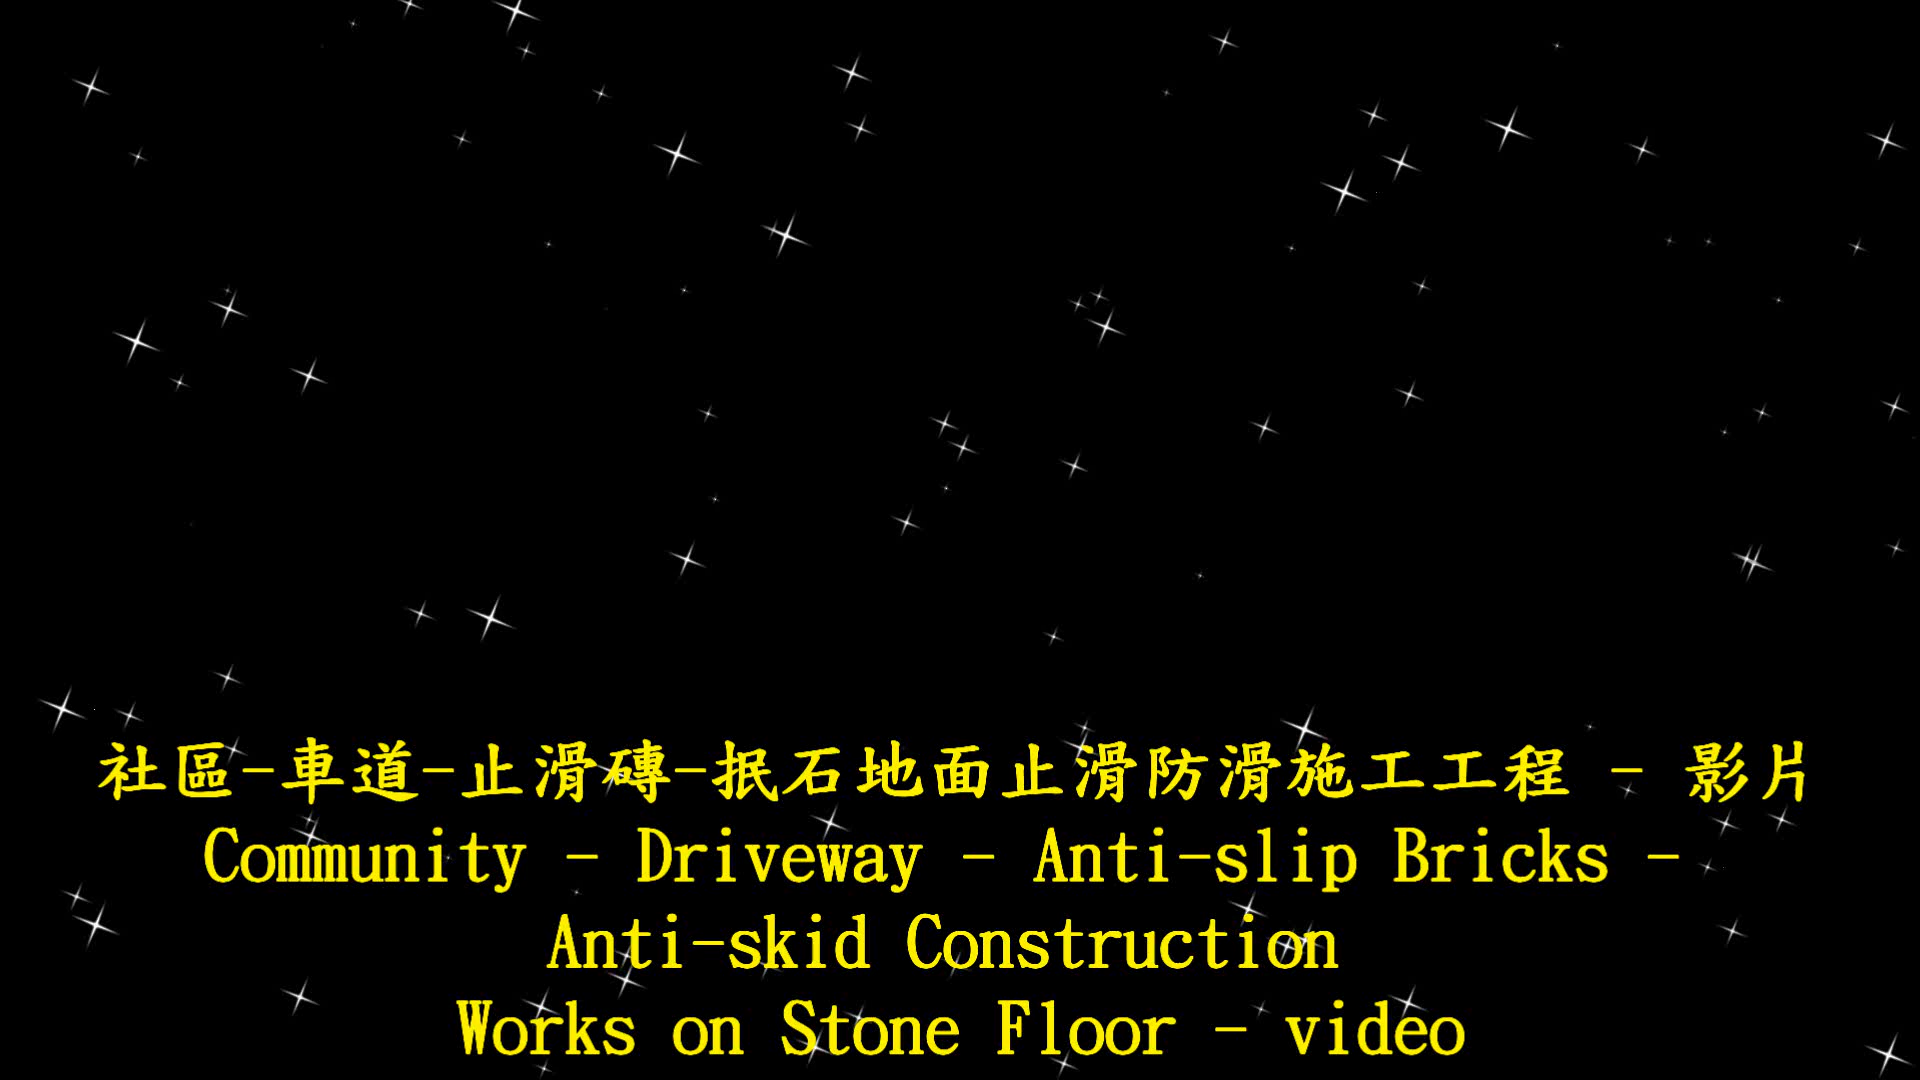 社區-車道-止滑磚-抿石地面止滑防滑施工工程 - 影片
Community - Driveway - Anti-slip Bricks -
Anti-skid Construction
Works on Stone Floor - video